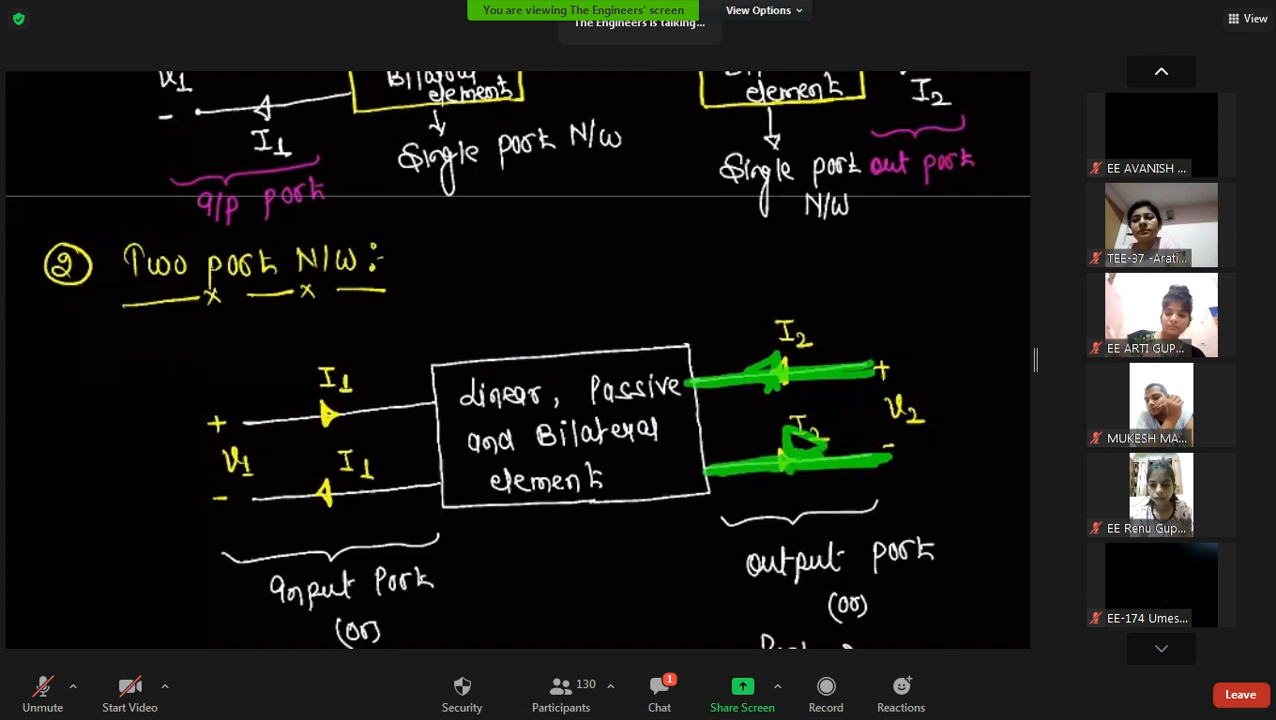 You are viewing The Engineers' screen
View Options
The Engineers is talking...
View
V1
-
I1
element
Single port N/W
element
I2
Single port
N/W
out port
I/p port
2 Two port N/W:-
I1
+
V1
I1
-
Linear, Passive
and Bilateral
element
I2
+
V2
I2
-
Input Port
(or)
output port
(or)
EE AVANISH ...
TEE-37 -Arati...
EE ARTI GUP...
MUKESH MA...
EE Renu Gup...
EE-174 Umes...
Unmute
Start Video
Security
130
Participants
1
Chat
Share Screen
Record
Reactions
Leave